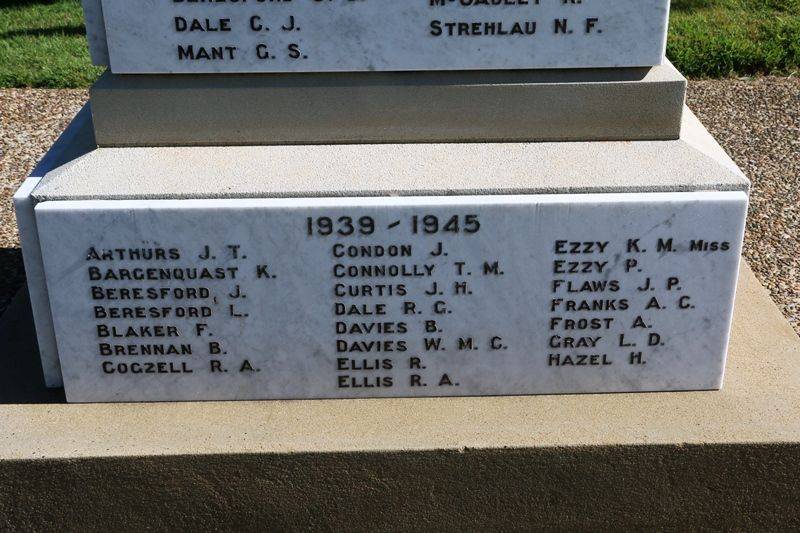 DALE C. J.
MANT G. S.
STREHLAU N. F.
1939 - 1945
ARTHURS J. T.
BARGENQUAST K.
BERESFORD, J.
BERESFORD L.
BLAKER F.
BRENNAN B.
COGZELL R. A.
CONDON J.
CONNOLLY T. M.
CURTIS J. H.
DALE R. G.
DAVIES B.
DAVIES W. M. C.
ELLIS R.
ELLIS R. A.
EZZY K. M. MISS
EZZY P.
FLAWS J. P.
FRANKS A. C.
FROST A.
GRAY L. D.
HAZEL H.